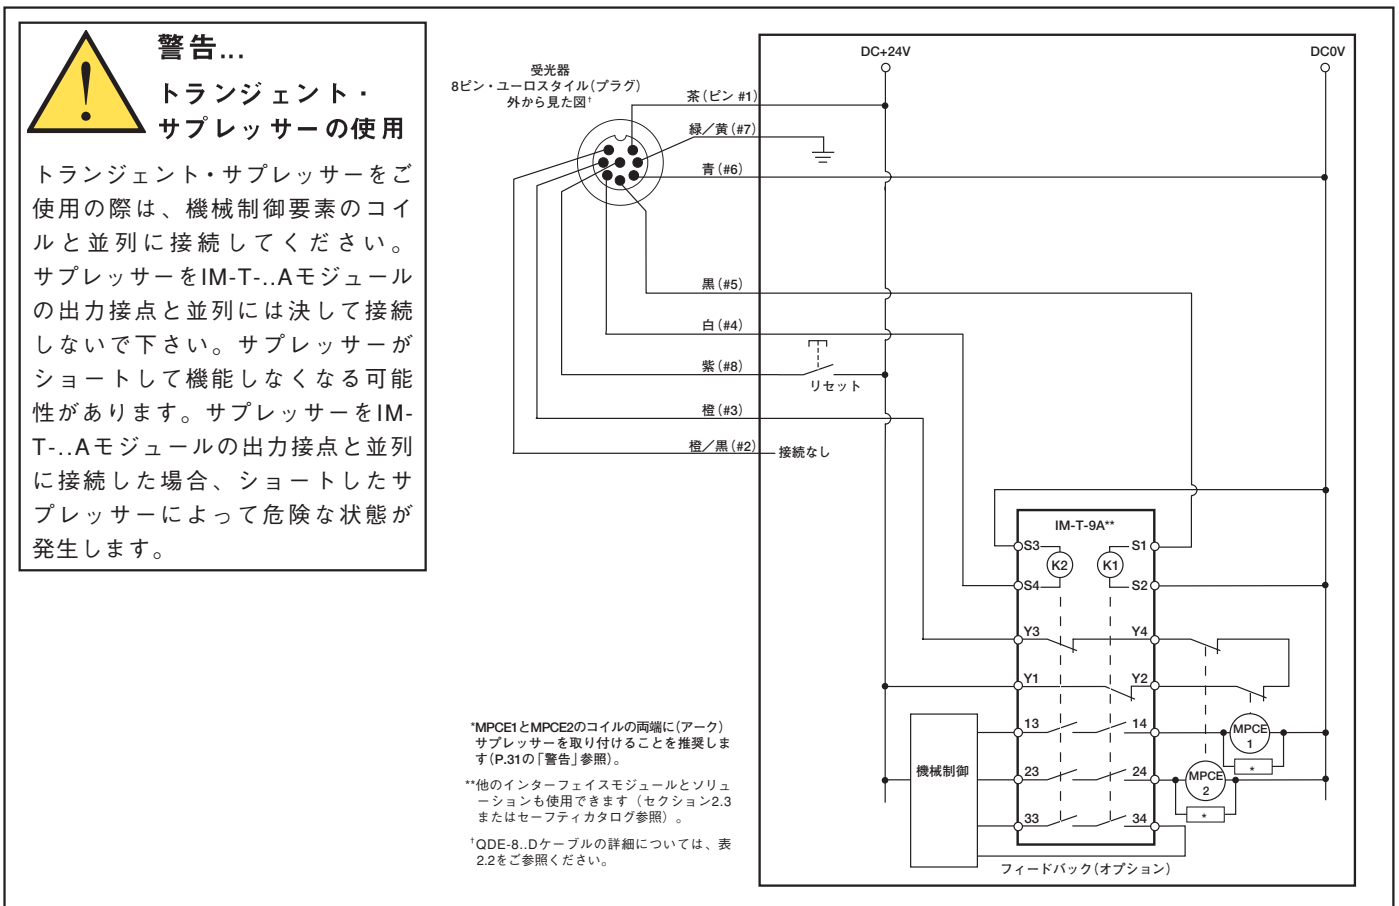 警告...
トランジェント・
サプレッサーの使用
トランジェント・サプレッサーをご
使用の際は、機械制御要素のコイ
ルと並列に接続してください。
サプレッサーをIM-T-..Aモジュール
の出力接点と並列には決して接続
しないで下さい。サプレッサーが
ショートして機能しなくなる可能
性があります。サプレッサーをIM-
T-..Aモジュールの出力接点と並列
に接続した場合、ショートしたサ
プレッサーによって危険な状態が
発生します。
受光器
8ピン・ユーロスタイル(プラグ)
外から見た図†
DC+24V
DC0V
茶(ピン #1)
緑／黄(#7)
青(#6)
黒(#5)
白(#4)
紫(#8)
リセット
橙(#3)
橙／黒(#2)
接続なし
IM-T-9A**
S3
S1
K2
K1
S4
S2
Y3
Y4
Y1
Y2
13
14
MPCE
1
*
機械制御
23
24
MPCE
2
*
33
34
フィードバック(オプション)
*MPCE1とMPCE2のコイルの両端に(アーク)
サプレッサーを取り付けることを推奨しま
す(P.31の「警告」参照)。
**他のインターフェイスモジュールとソリュ
ーションも使用できます（セクション2.3
またはセーフティカタログ参照）。
†QDE-8..Dケーブルの詳細については、表
2.2をご参照ください。